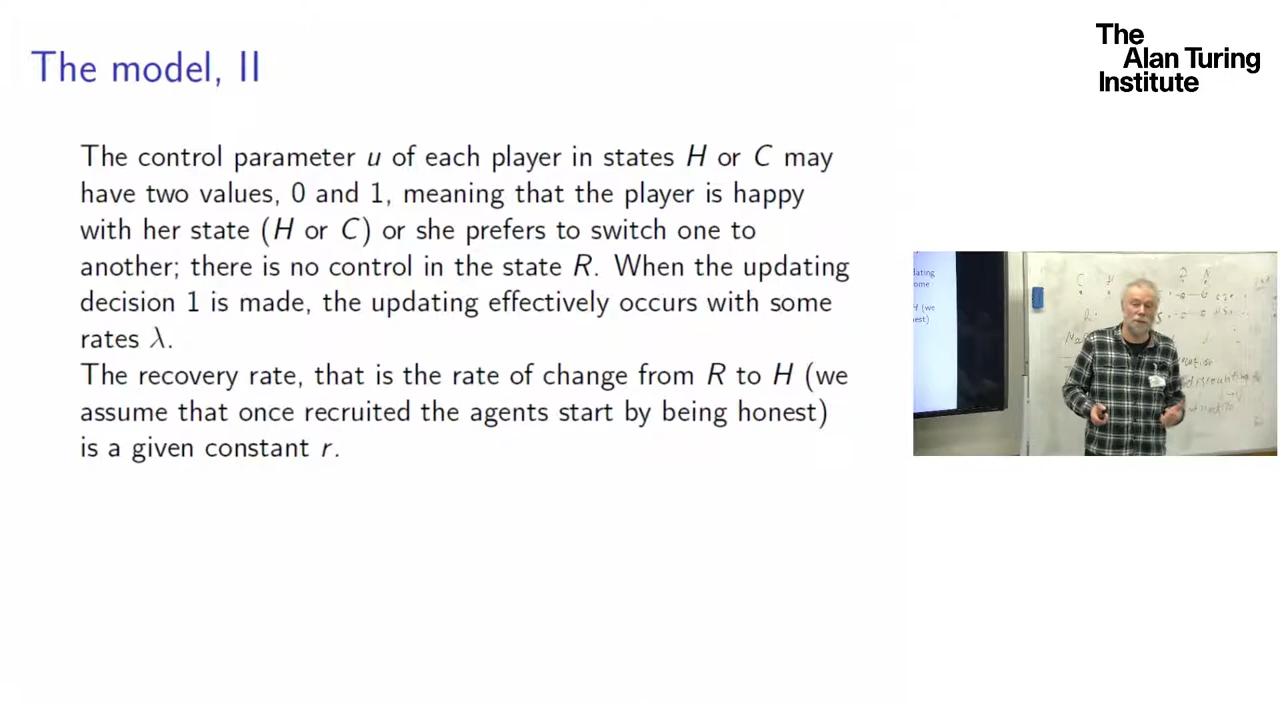 The model, II
The control parameter u of each player in states H or C may
have two values, 0 and 1, meaning that the player is happy
with her state (H or C) or she prefers to switch one to
another; there is no control in the state R. When the updating
decision 1 is made, the updating effectively occurs with some
rates λ.
The recovery rate, that is the rate of change from R to H (we
assume that once recruited the agents start by being honest)
is a given constant r.
The
Alan Turing
Institute
dating
ome
H (we
est)